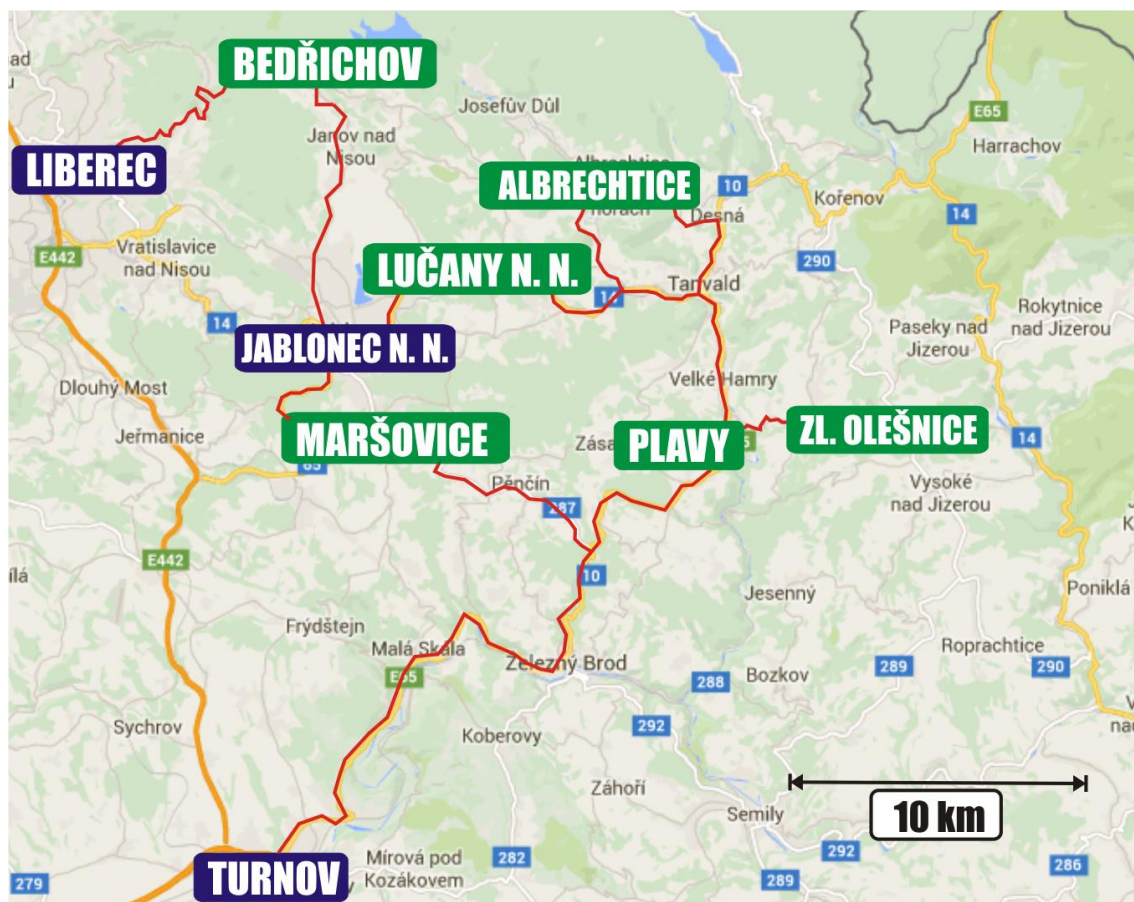 BEDŘICHOV
Josefův Důl
E65
Harrachov
Janov nad
Nisou
LIBEREC
ALBRECHTICE
10
Kořenov
Desná
14
Vratislavice
nad Nisou
E442
LUČANY N. N.
290
Tanvald
14
Rokytnice
nad Jizerou
Paseky nad
Jizerou
JABLONEC N. N.
Dlouhý Most
Velké Hamry
Jeřmanice
MARŠOVICE
PLAVY
ZL. OLEŠNICE
14
Pěnčín
Vysoké
nad Jizerou
287
E442
10
Jesenný
Poniklá
Frýdštejn
Malá Skála
Železný Brod
Roprachtice
289
290
E65
288
Bozkov
Sychrov
292
Koberovy
Záhoří
10 km
Semily
TURNOV
Mírová pod
Kozákovem
282
292
286
279
289